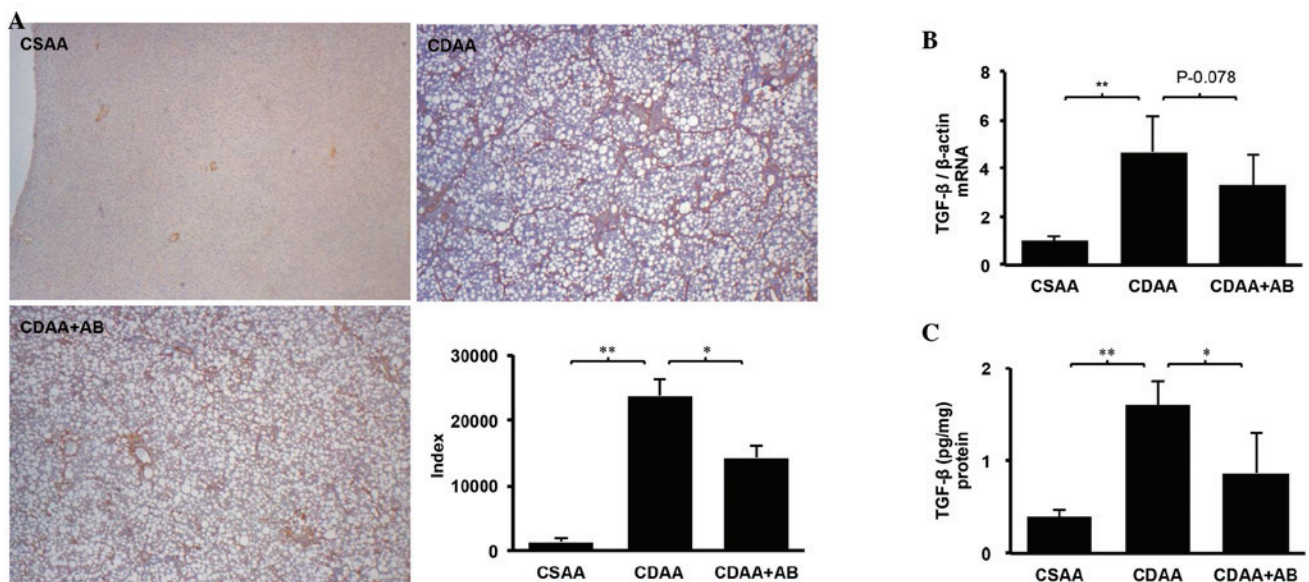 A
CSAA
CDAA
CDAA+AB
30000
20000
10000
0
Index
**
*
CSAA
CDAA
CDAA+AB
B
8
6
4
2
0
TGF-β / β-actin
mRNA
**
P-0.078
CSAA
CDAA
CDAA+AB
C
2
1
0
TGF-β (pg/mg)
protein
**
*
CSAA
CDAA
CDAA+AB